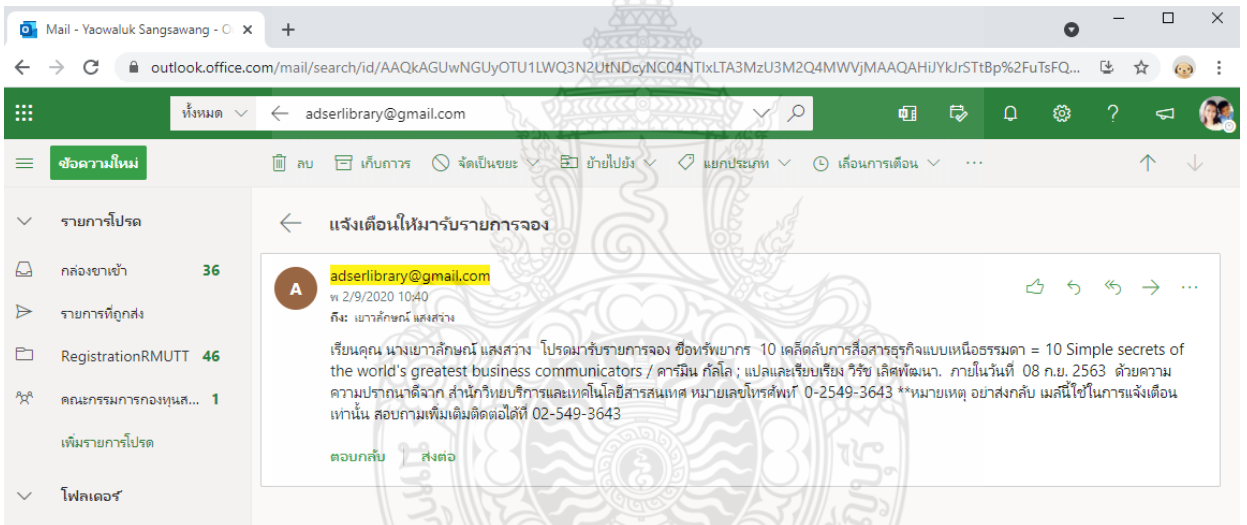 Mail - Yaowaluk Sangsawang - O
outlook.office.com/mail/search/id/AAQkAGUwNGUyOTU1LWQ3N2UtNDcyNC04NTIxLTA3MzU3M2Q4MWVjMAAQAHiJYkJrSTtBp%2FuTsFQ...
ทั้งหมด adserlibrary@gmail.com
ข้อความใหม่ ลบ เก็บถาวร จัดเป็นขยะ ย้ายไปยัง แยกประเภท เลื่อนการเตือน ...
รายการโปรด
แจ้งเตือนให้มารับรายการจอง
กล่องขาเข้า 36
รายการที่ถูกส่ง
RegistrationRMUTT 46
คณะกรรมการกองทุนส... 1
เพิ่มรายการโปรด
โฟลเดอร์
A
adserlibrary@gmail.com
พ 2/9/2020 10:40
ถึง: เยาวลักษณ์ แสงสว่าง
เรียนคุณ นางเยาวลักษณ์ แสงสว่าง โปรดมารับรายการจอง ชื่อทรัพยากร 10 เคล็ดลับการสื่อสารธุรกิจแบบเหนือธรรมดา = 10 Simple secrets of
the world's greatest business communicators / คาร์มิน กัลโล ; แปลและเรียบเรียง วิรัช เลิศพัฒนา. ภายในวันที่ 08 ก.ย. 2563 ด้วยความ
ความปราถนาดีจาก สำนักวิทยบริการและเทคโนโลยีสารสนเทศ หมายเลขโทรศัพท์ 0-2549-3643 **หมายเหตุ อย่าส่งกลับ เมล์นี้ใช้ในการแจ้งเตือน
เท่านั้น สอบถามเพิ่มเติมติดต่อได้ที่ 02-549-3643
ตอบกลับ | ส่งต่อ